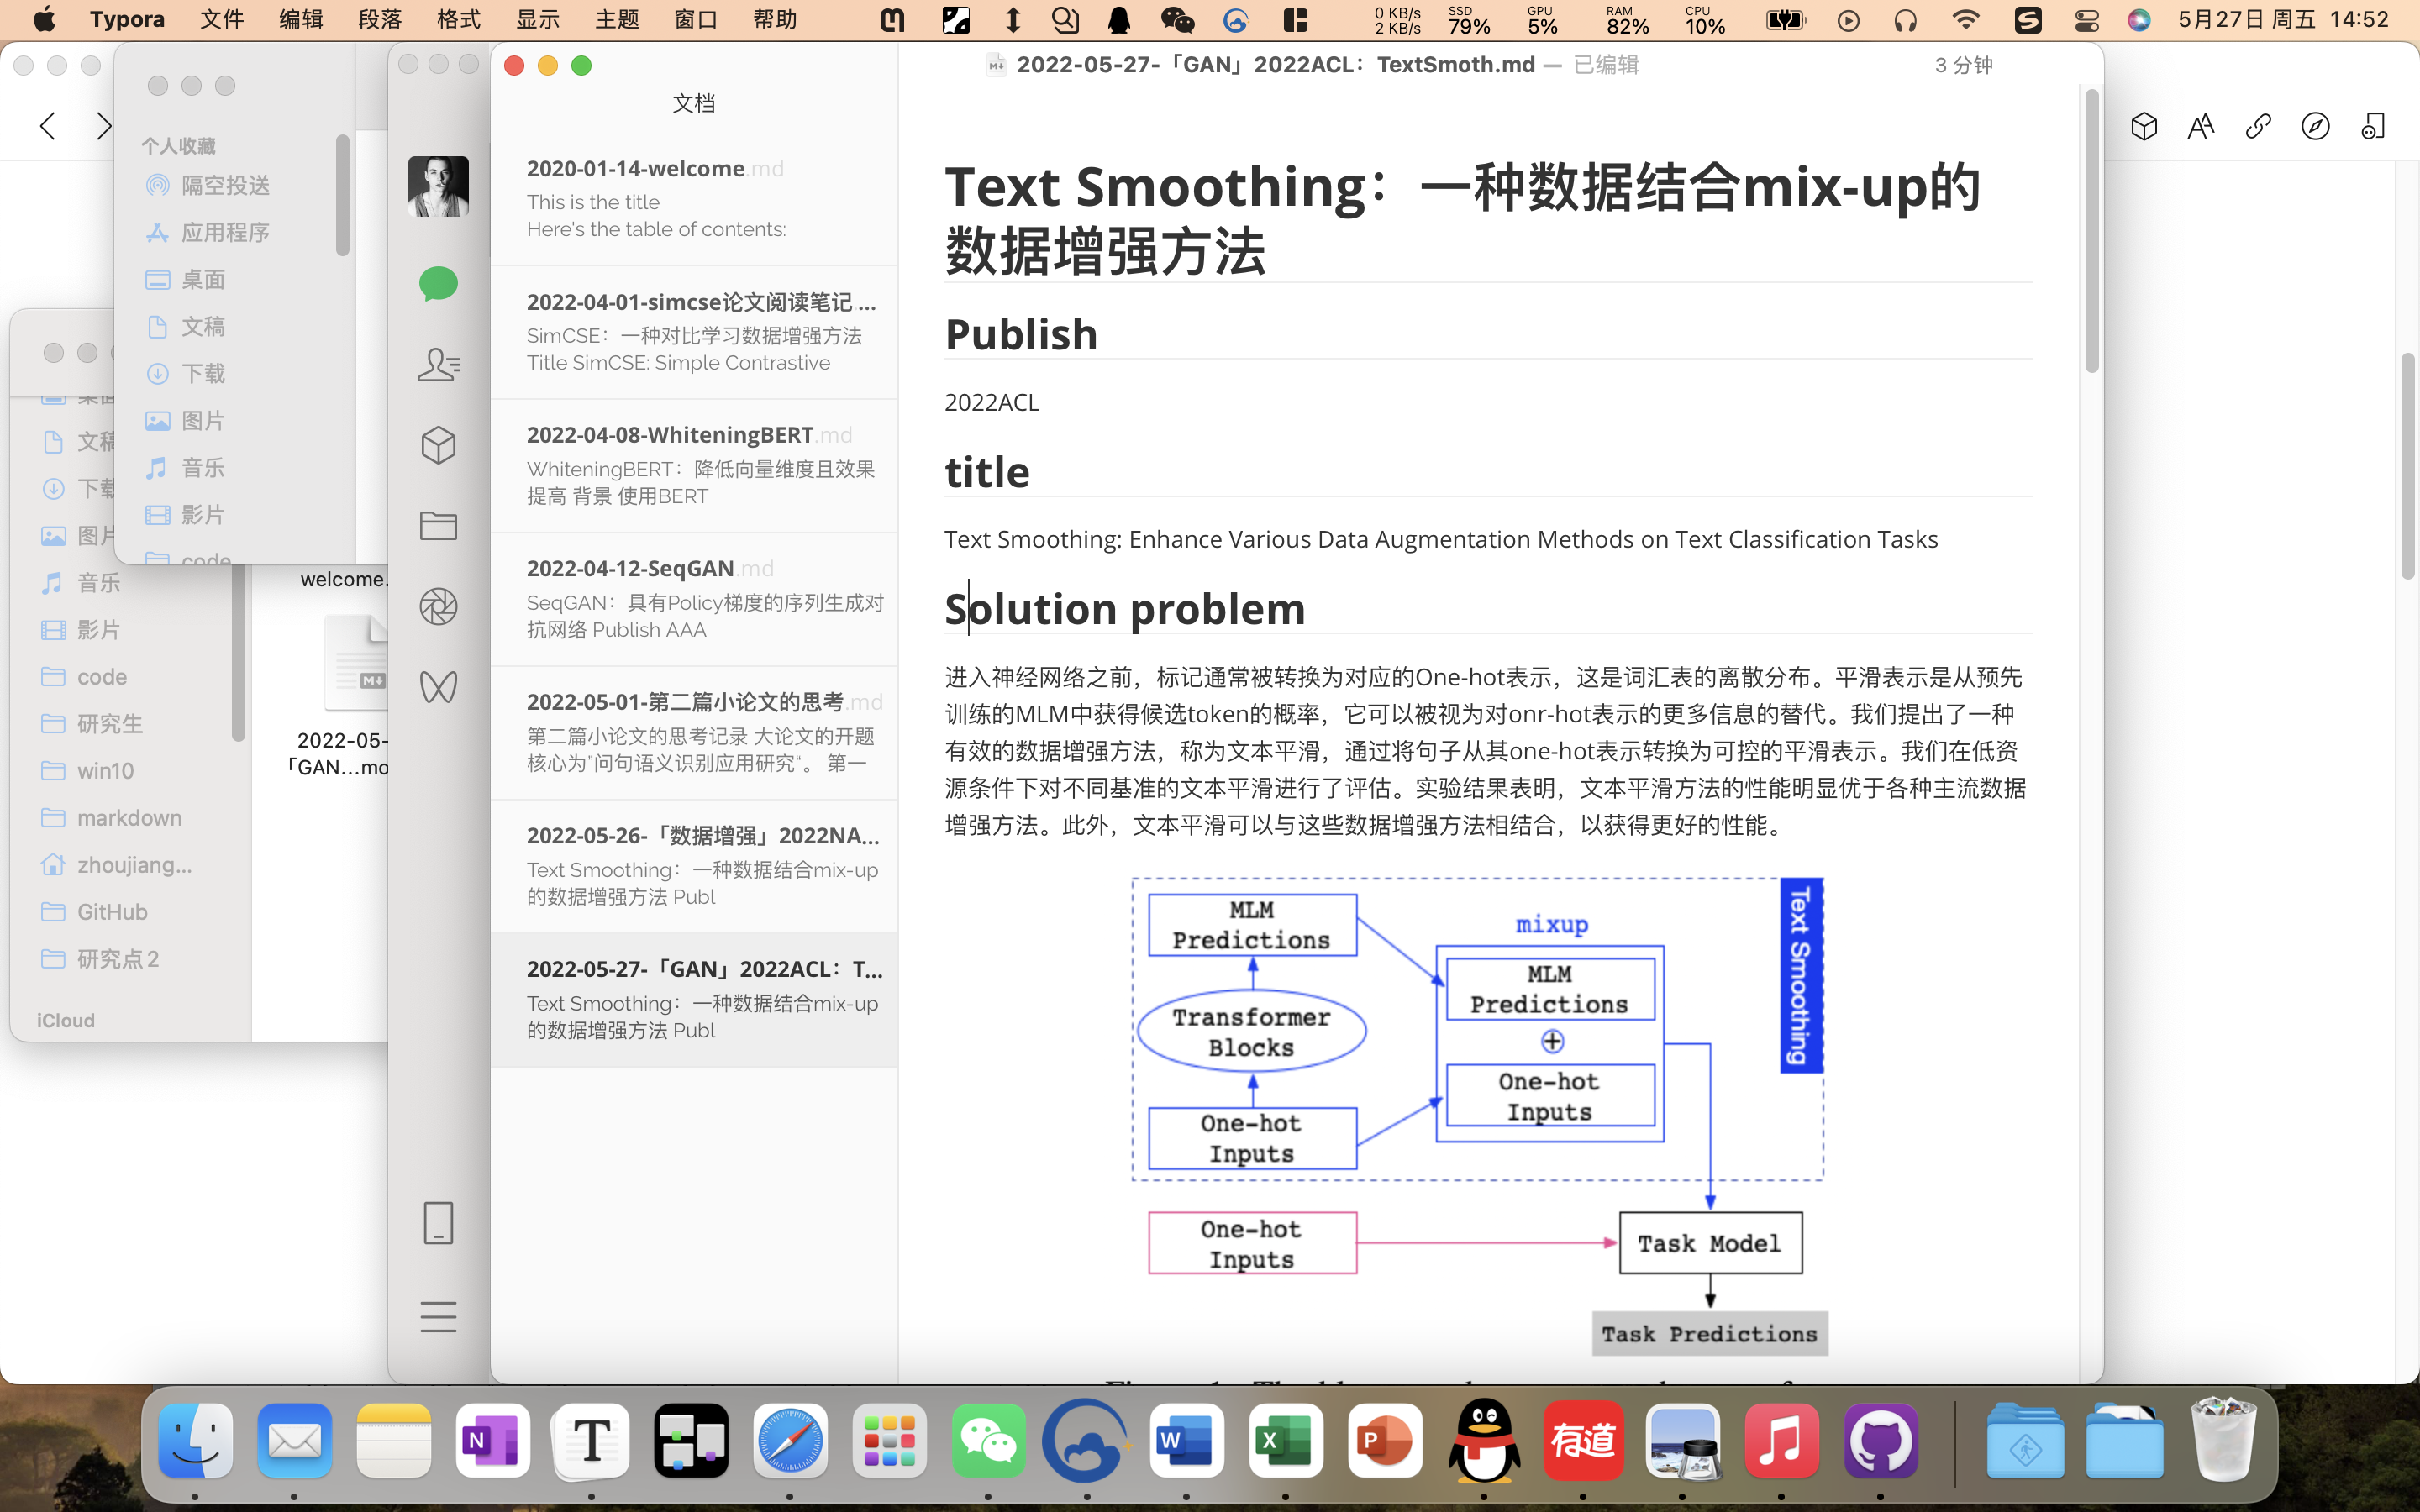 Typora 文件 编辑 段落 格式 显示 主题 窗口 帮助
0 KB/s
2 KB/s
SSD
79%
GPU
5%
RAM
82%
CPU
10%
5月27日 周五 14:52
个人收藏
隔空投送
应用程序
桌面
文稿
下载
图片
音乐
影片
code
音乐
影片
code
研究生
win10
markdown
zhoujiang...
GitHub
研究点2
iCloud
welcome.
2022-05-
「GAN...mo
文档
2020-01-14-welcome.md
This is the title
Here's the table of contents:
2022-04-01-simcse论文阅读笔记...
SimCSE：一种对比学习数据增强方法
Title SimCSE: Simple Contrastive
2022-04-08-WhiteningBERT.md
WhiteningBERT：降低向量维度且效果
提高 背景 使用BERT
2022-04-12-SeqGAN.md
SeqGAN：具有Policy梯度的序列生成对
抗网络 Publish AAA
2022-05-01-第二篇小论文的思考.md
第二篇小论文的思考记录 大论文的开题
核心为"问句语义识别应用研究“。 第一
2022-05-26-「数据增强」2022NA...
Text Smoothing：一种数据结合mix-up
的数据增强方法 Publ
2022-05-27-「GAN」2022ACL：T...
Text Smoothing：一种数据结合mix-up
的数据增强方法 Publ
2022-05-27-「GAN」2022ACL：TextSmoth.md — 已编辑
3 分钟
Text Smoothing：一种数据结合mix-up的
数据增强方法
Publish
2022ACL
title
Text Smoothing: Enhance Various Data Augmentation Methods on Text Classification Tasks
Solution problem
进入神经网络之前，标记通常被转换为对应的One-hot表示，这是词汇表的离散分布。平滑表示是从预先
训练的MLM中获得候选token的概率，它可以被视为对onr-hot表示的更多信息的替代。我们提出了一种
有效的数据增强方法，称为文本平滑，通过将句子从其one-hot表示转换为可控的平滑表示。我们在低资
源条件下对不同基准的文本平滑进行了评估。实验结果表明，文本平滑方法的性能明显优于各种主流数据
增强方法。此外，文本平滑可以与这些数据增强方法相结合，以获得更好的性能。
MLM
Predictions
Transformer
Blocks
One-hot
Inputs
mixup
MLM
Predictions
One-hot
Inputs
Text Smoothing
One-hot
Inputs
Task Model
Task Predictions
有道